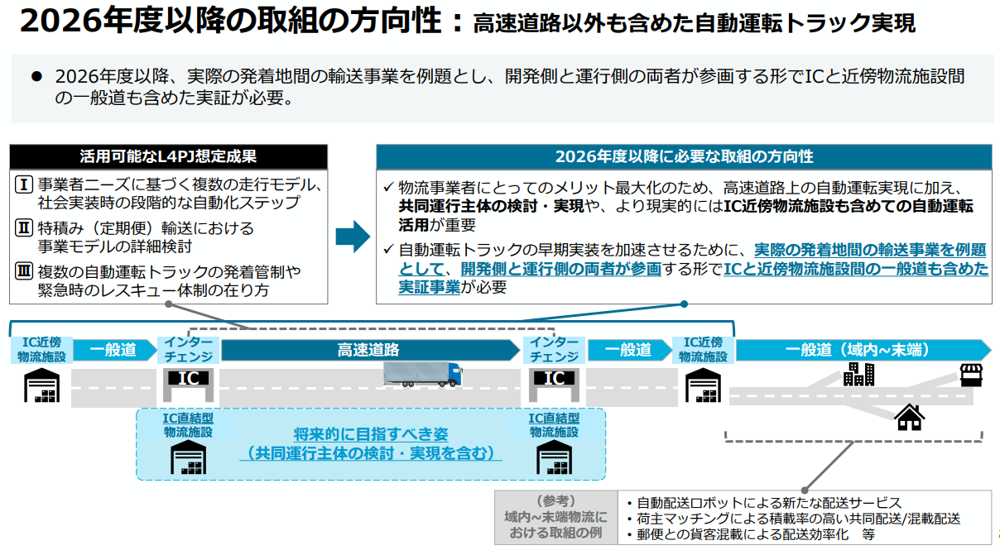 2026年度以降の取組の方向性：高速道路以外も含めた自動運転トラック実現
● 2026年度以降、実際の発着地間の輸送事業を例題とし、開発側と運行側の両者が参画する形でICと近傍物流施設間
の一般道も含めた実証が必要。
活用可能なL4PJ想定成果
Ⅰ 事業者ニーズに基づく複数の走行モデル、
社会実装時の段階的な自動化ステップ
Ⅱ 特積み（定期便）輸送における
事業モデルの詳細検討
Ⅲ 複数の自動運転トラックの発着管制や
緊急時のレスキュー体制の在り方
2026年度以降に必要な取組の方向性
✓ 物流事業者にとってのメリット最大化のため、高速道路上の自動運転実現に加え、
共同運行主体の検討・実現や、より現実的にはIC近傍物流施設も含めての自動運転
活用が重要
✓ 自動運転トラックの早期実装を加速させるために、実際の発着地間の輸送事業を例題
として、開発側と運行側の両者が参画する形でICと近傍物流施設間の一般道も含めた
実証事業が必要
IC近傍
物流施設
一般道
インター
チェンジ
高速道路
インター
チェンジ
一般道
IC近傍
物流施設
一般道（域内~末端）
IC
IC
IC直結型
物流施設
将来的に目指すべき姿
（共同運行主体の検討・実現を含む）
IC直結型
物流施設
（参考）
域内~末端物流に
おける取組の例
・自動配送ロボットによる新たな配送サービス
・荷主マッチングによる積載率の高い共同配送/混載配送
・郵便との貨客混載による配送効率化　等